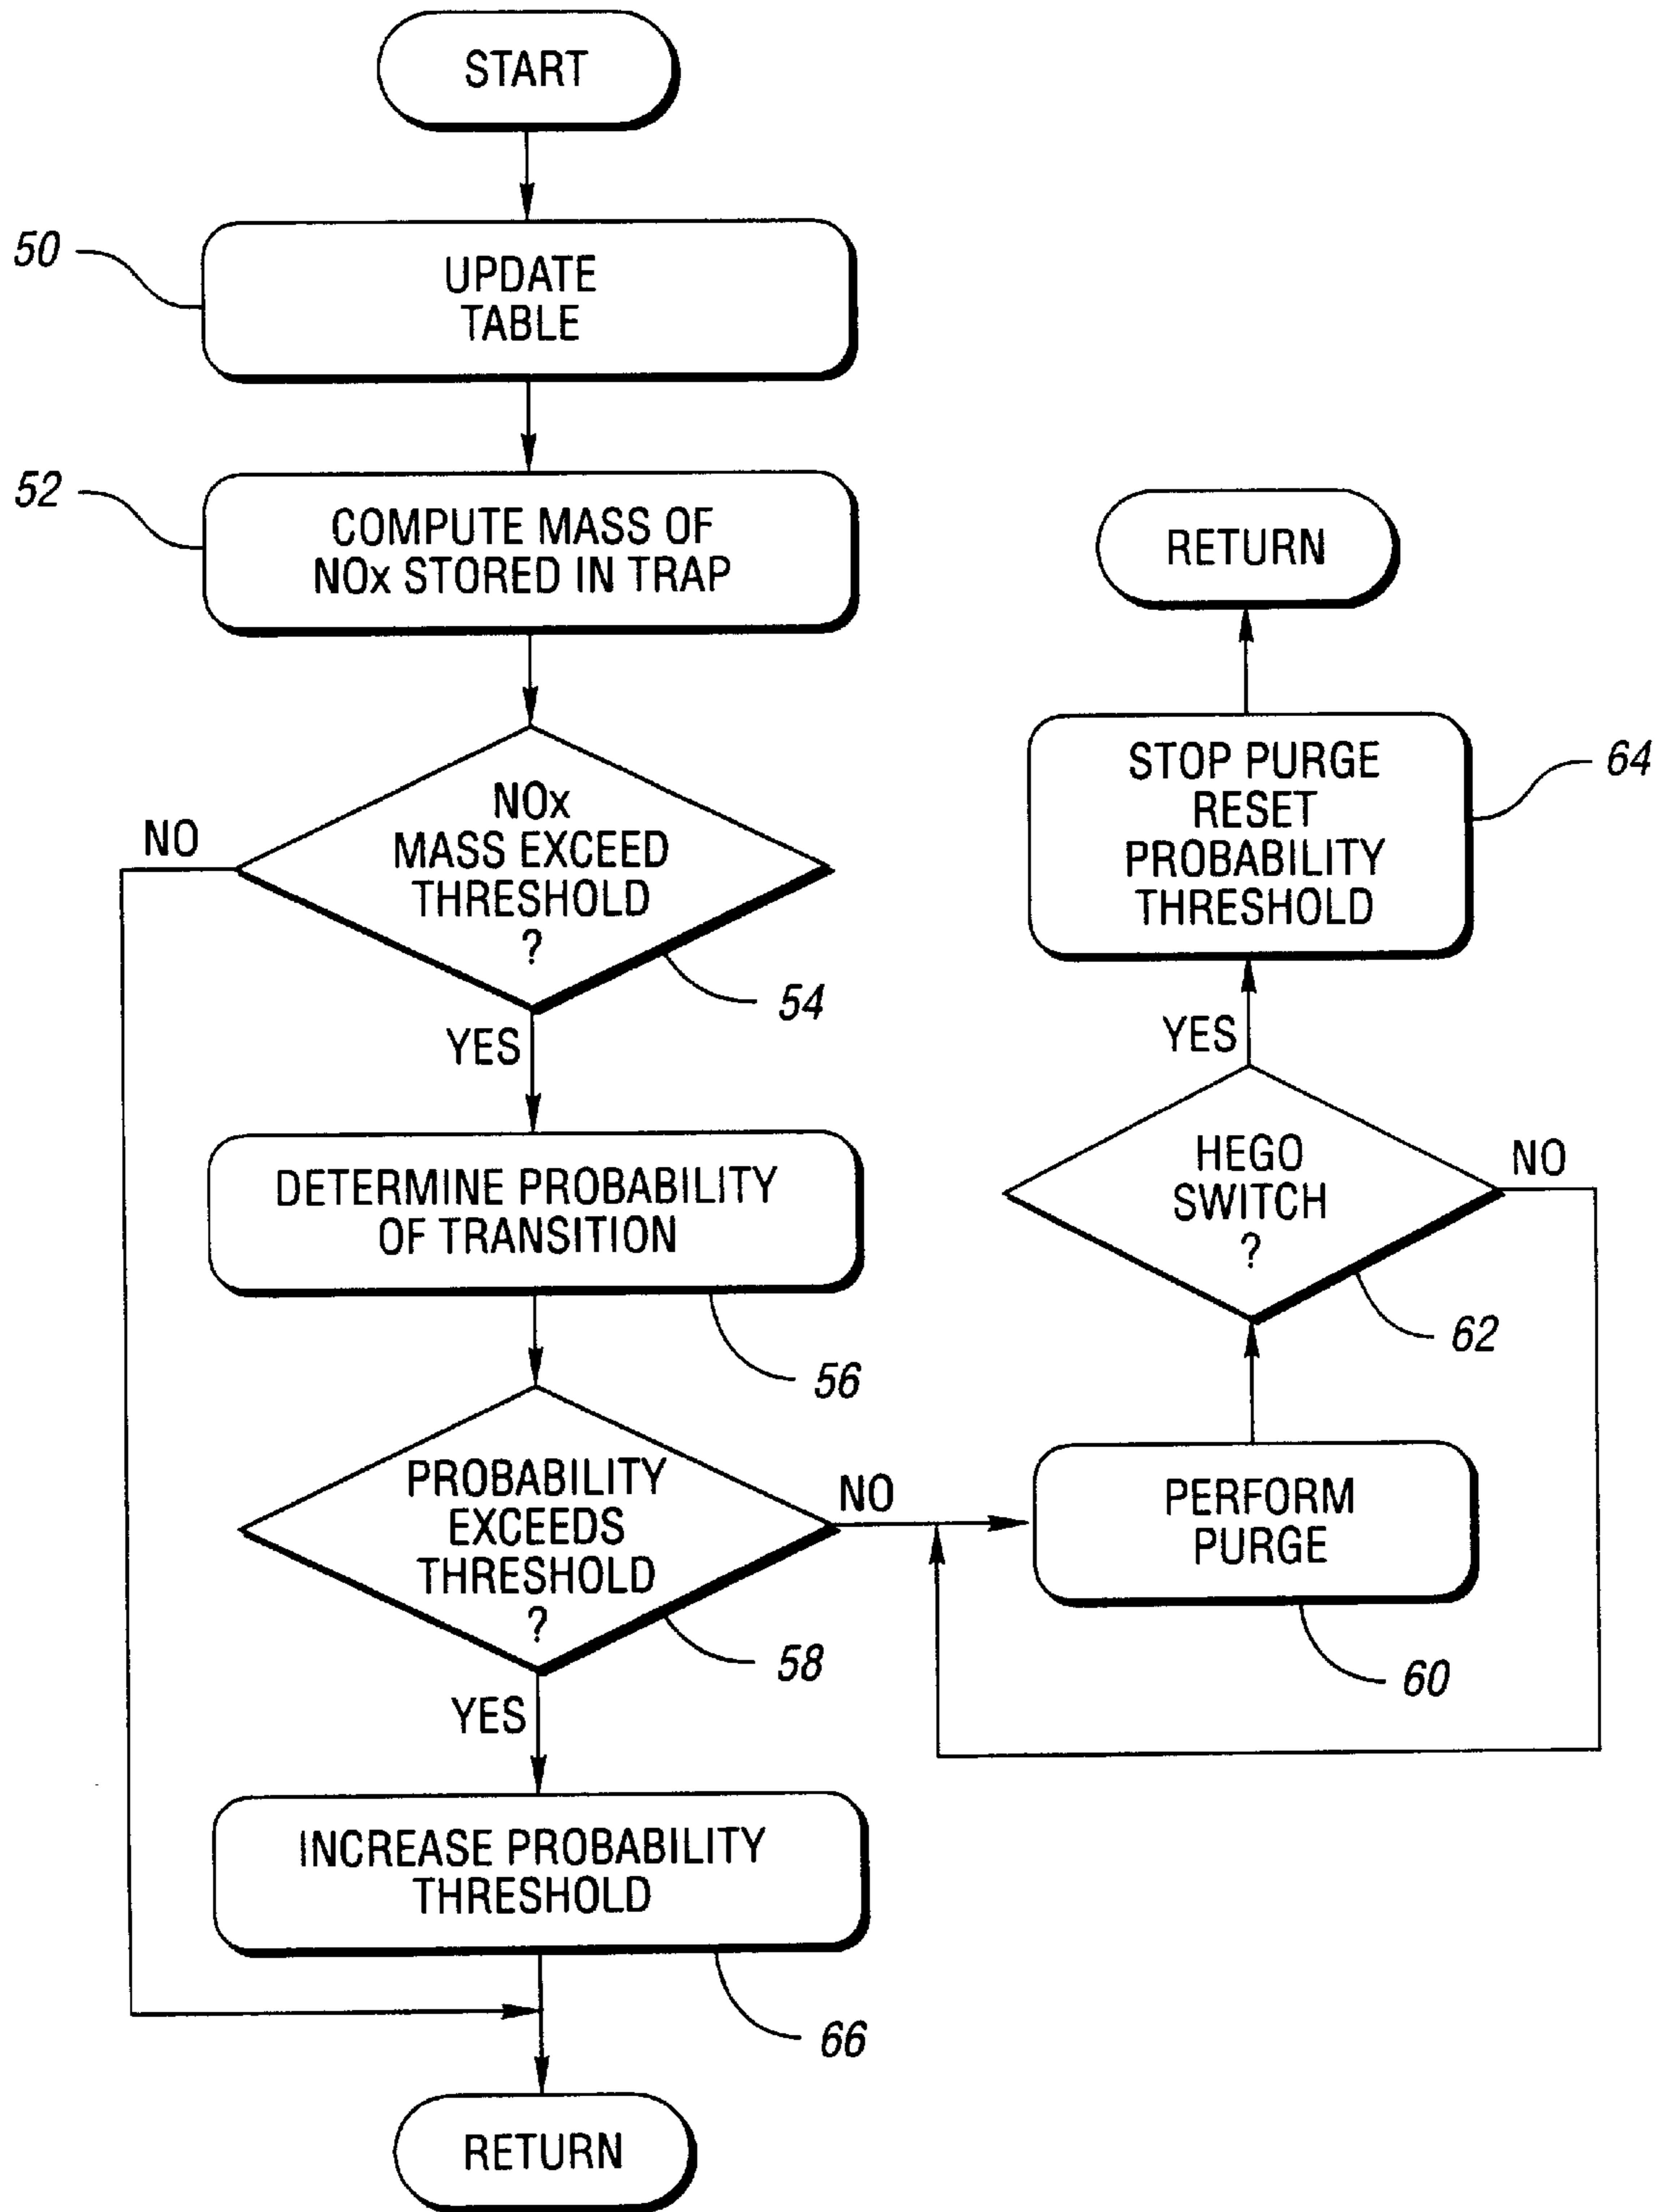 START
50
UPDATE
TABLE
52
COMPUTE MASS OF
NOx STORED IN TRAP
NOx
MASS EXCEED
THRESHOLD
?
NO
54
YES
DETERMINE PROBABILITY
OF TRANSITION
56
PROBABILITY
EXCEEDS
THRESHOLD
?
NO
58
YES
INCREASE PROBABILITY
THRESHOLD
66
RETURN
PERFORM
PURGE
60
HEGO
SWITCH
?
NO
62
YES
STOP PURGE
RESET
PROBABILITY
THRESHOLD
64
RETURN